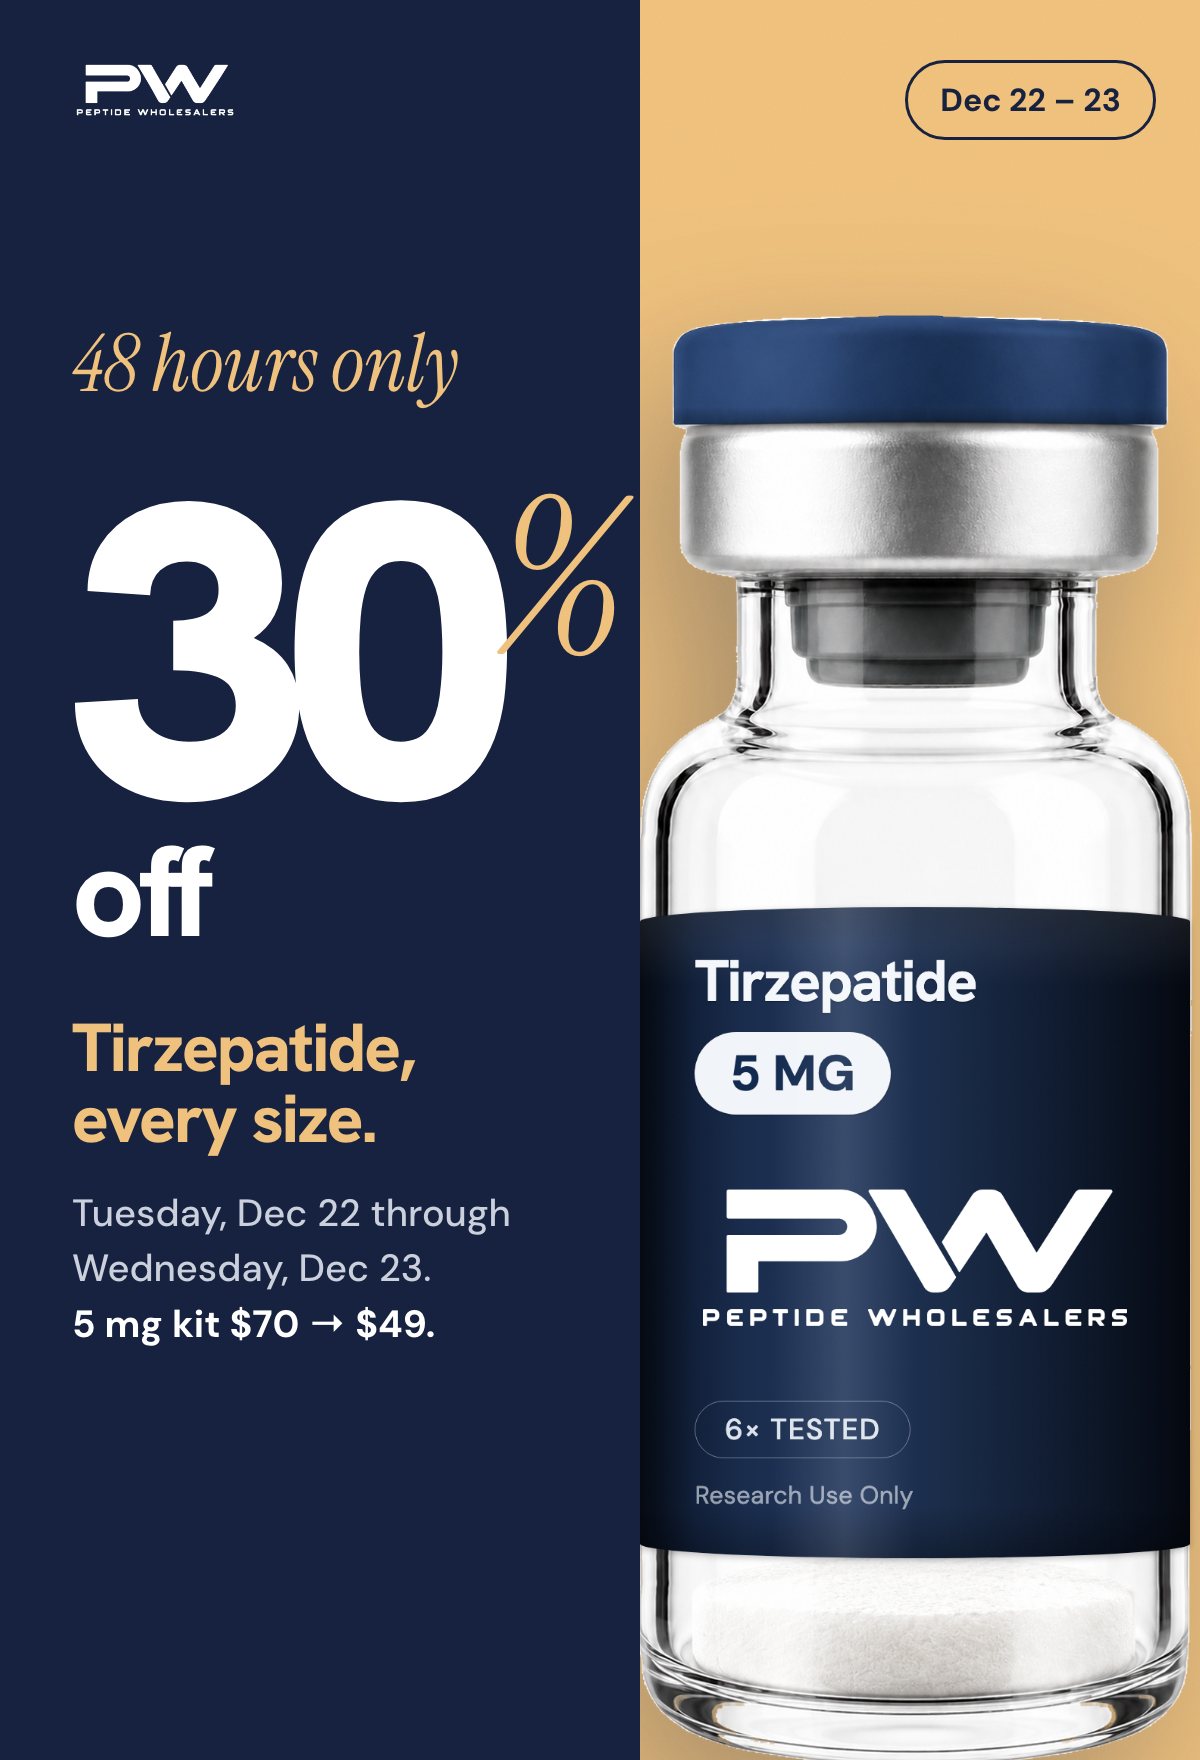 PW
PEPTIDE WHOLESALERS
Dec 22 – 23
48 hours only
30%
off
Tirzepatide,
every size.
Tuesday, Dec 22 through
Wednesday, Dec 23.
5 mg kit $70 → $49.
Tirzepatide
5 MG
PW
PEPTIDE WHOLESALERS
6× TESTED
Research Use Only